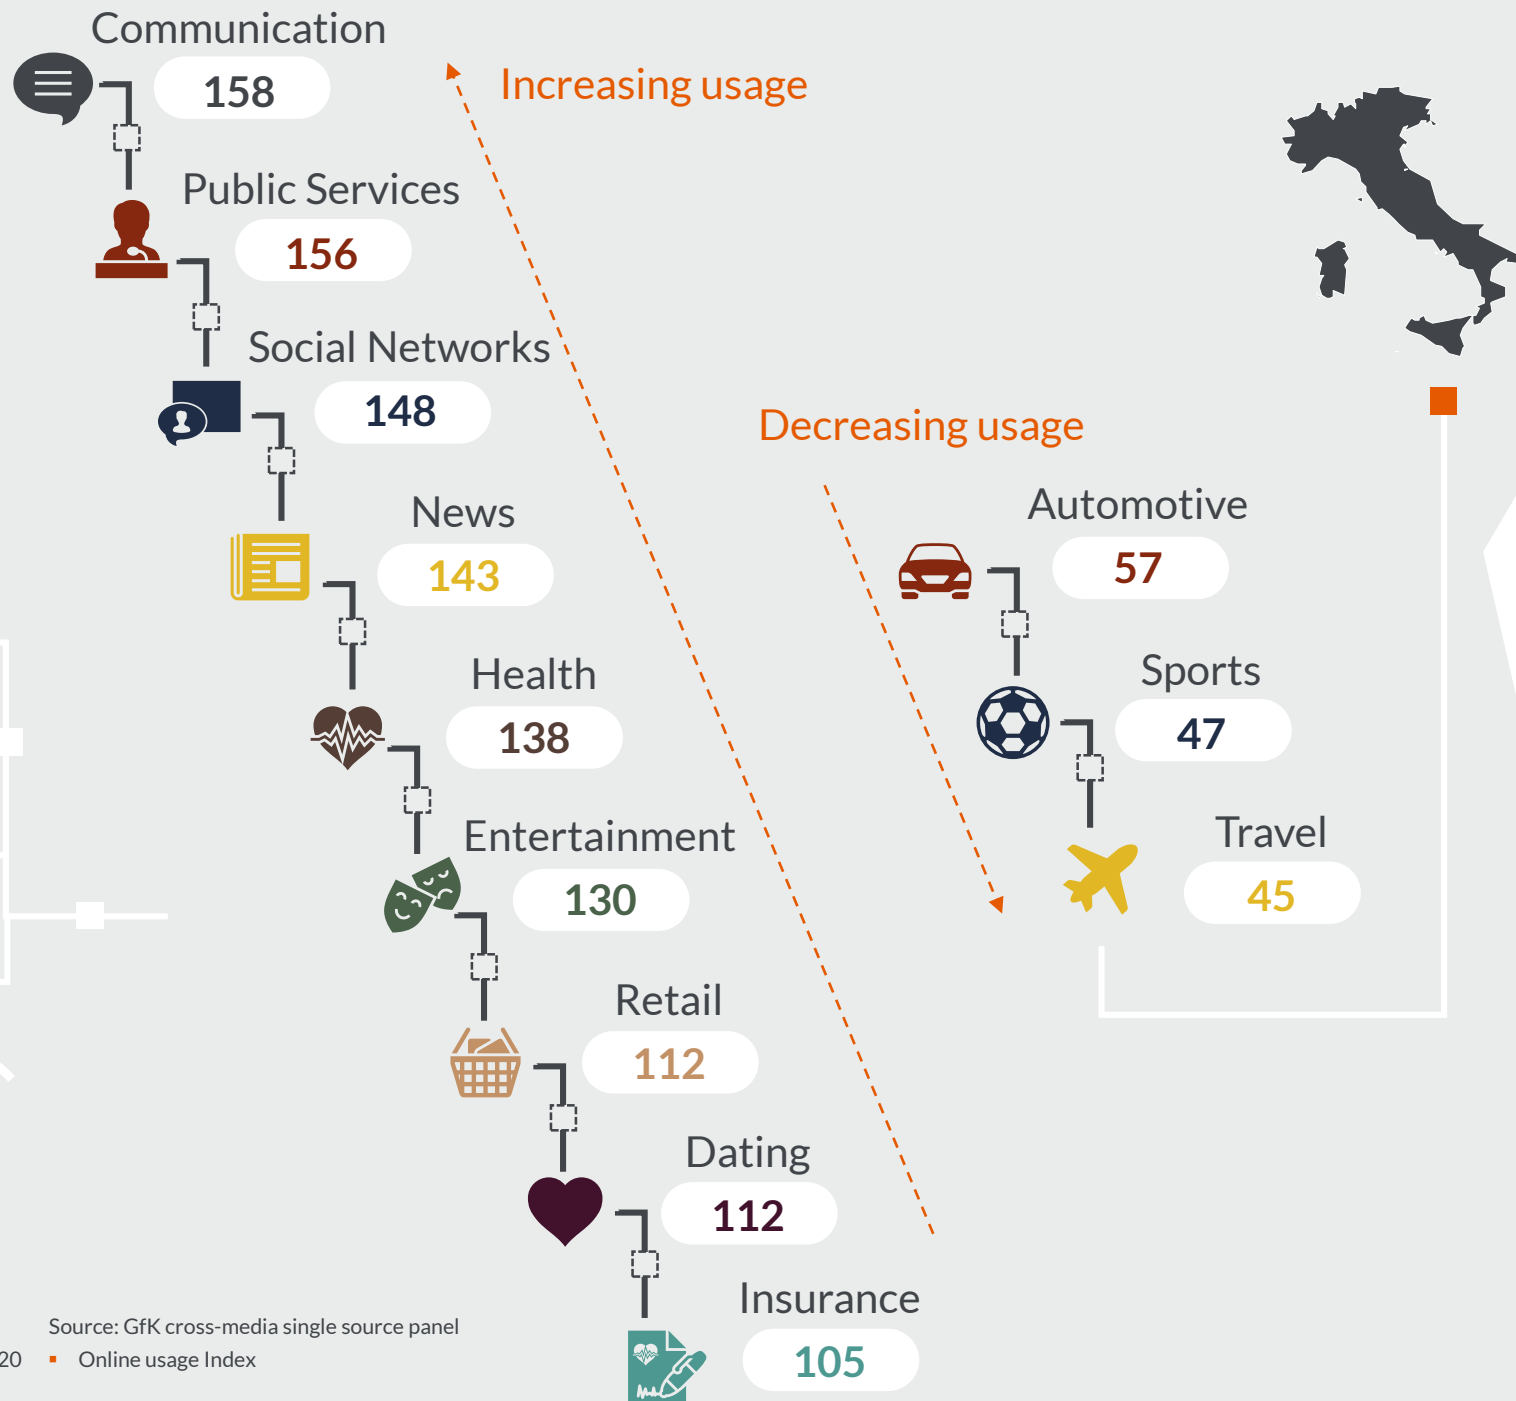 Communication
158
Increasing usage
Public Services
156
Social Networks
148
News
143
Health
138
Entertainment
130
Retail
112
Dating
112
Insurance
105
Decreasing usage
Automotive
57
Sports
47
Travel
45
Source: GfK cross-media single source panel
20 ▪ Online usage Index